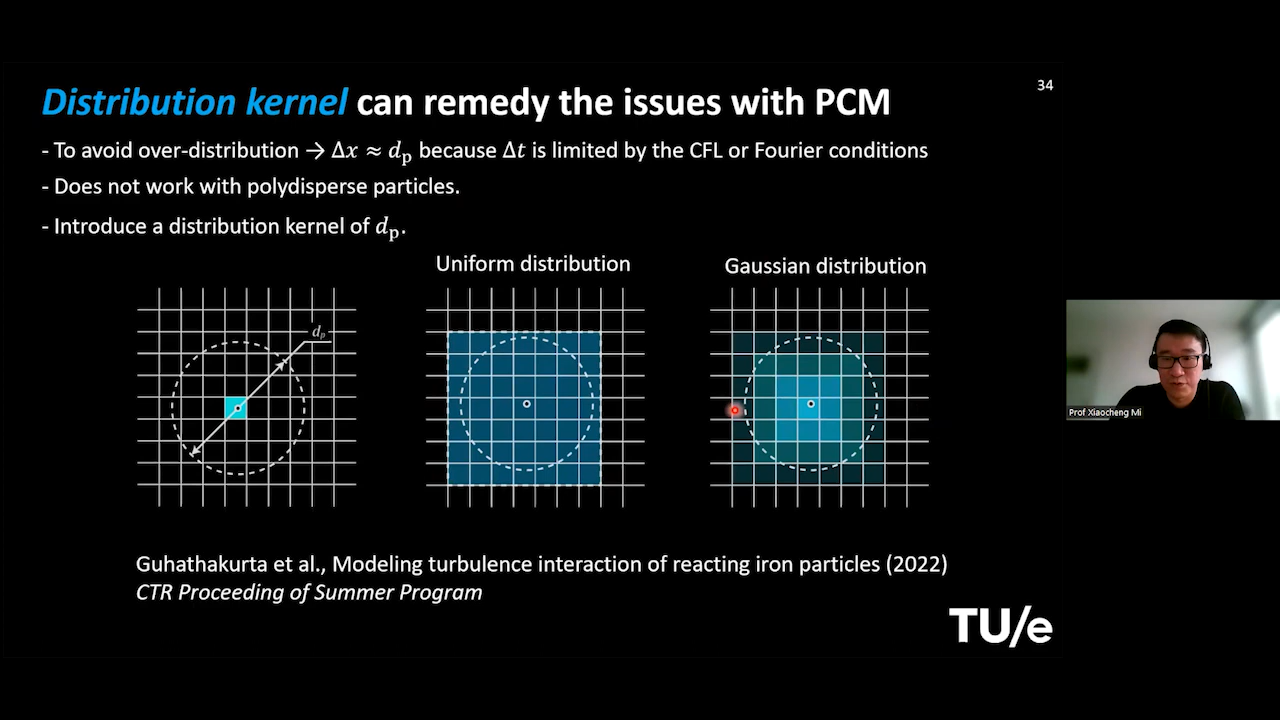 34
Distribution kernel can remedy the issues with PCM
- To avoid over-distribution → Δx ≈ dₚ because Δt is limited by the CFL or Fourier conditions
- Does not work with polydisperse particles.
- Introduce a distribution kernel of dₚ.
Uniform distribution
Gaussian distribution
dₚ
Prof Xiaocheng Mi
Guhathakurta et al., Modeling turbulence interaction of reacting iron particles (2022)
CTR Proceeding of Summer Program
TU/e